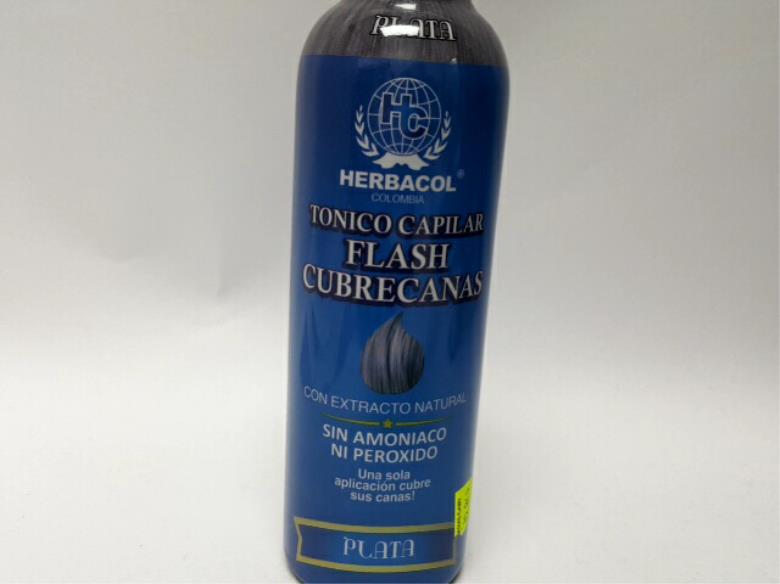 PLATA
HC
HERBACOL®
COLOMBIA
TONICO CAPILAR
FLASH
CUBRECANAS
CON EXTRACTO NATURAL
SIN AMONIACO
NI PEROXIDO
Una sola
aplicación cubre
sus canas!
PLATA